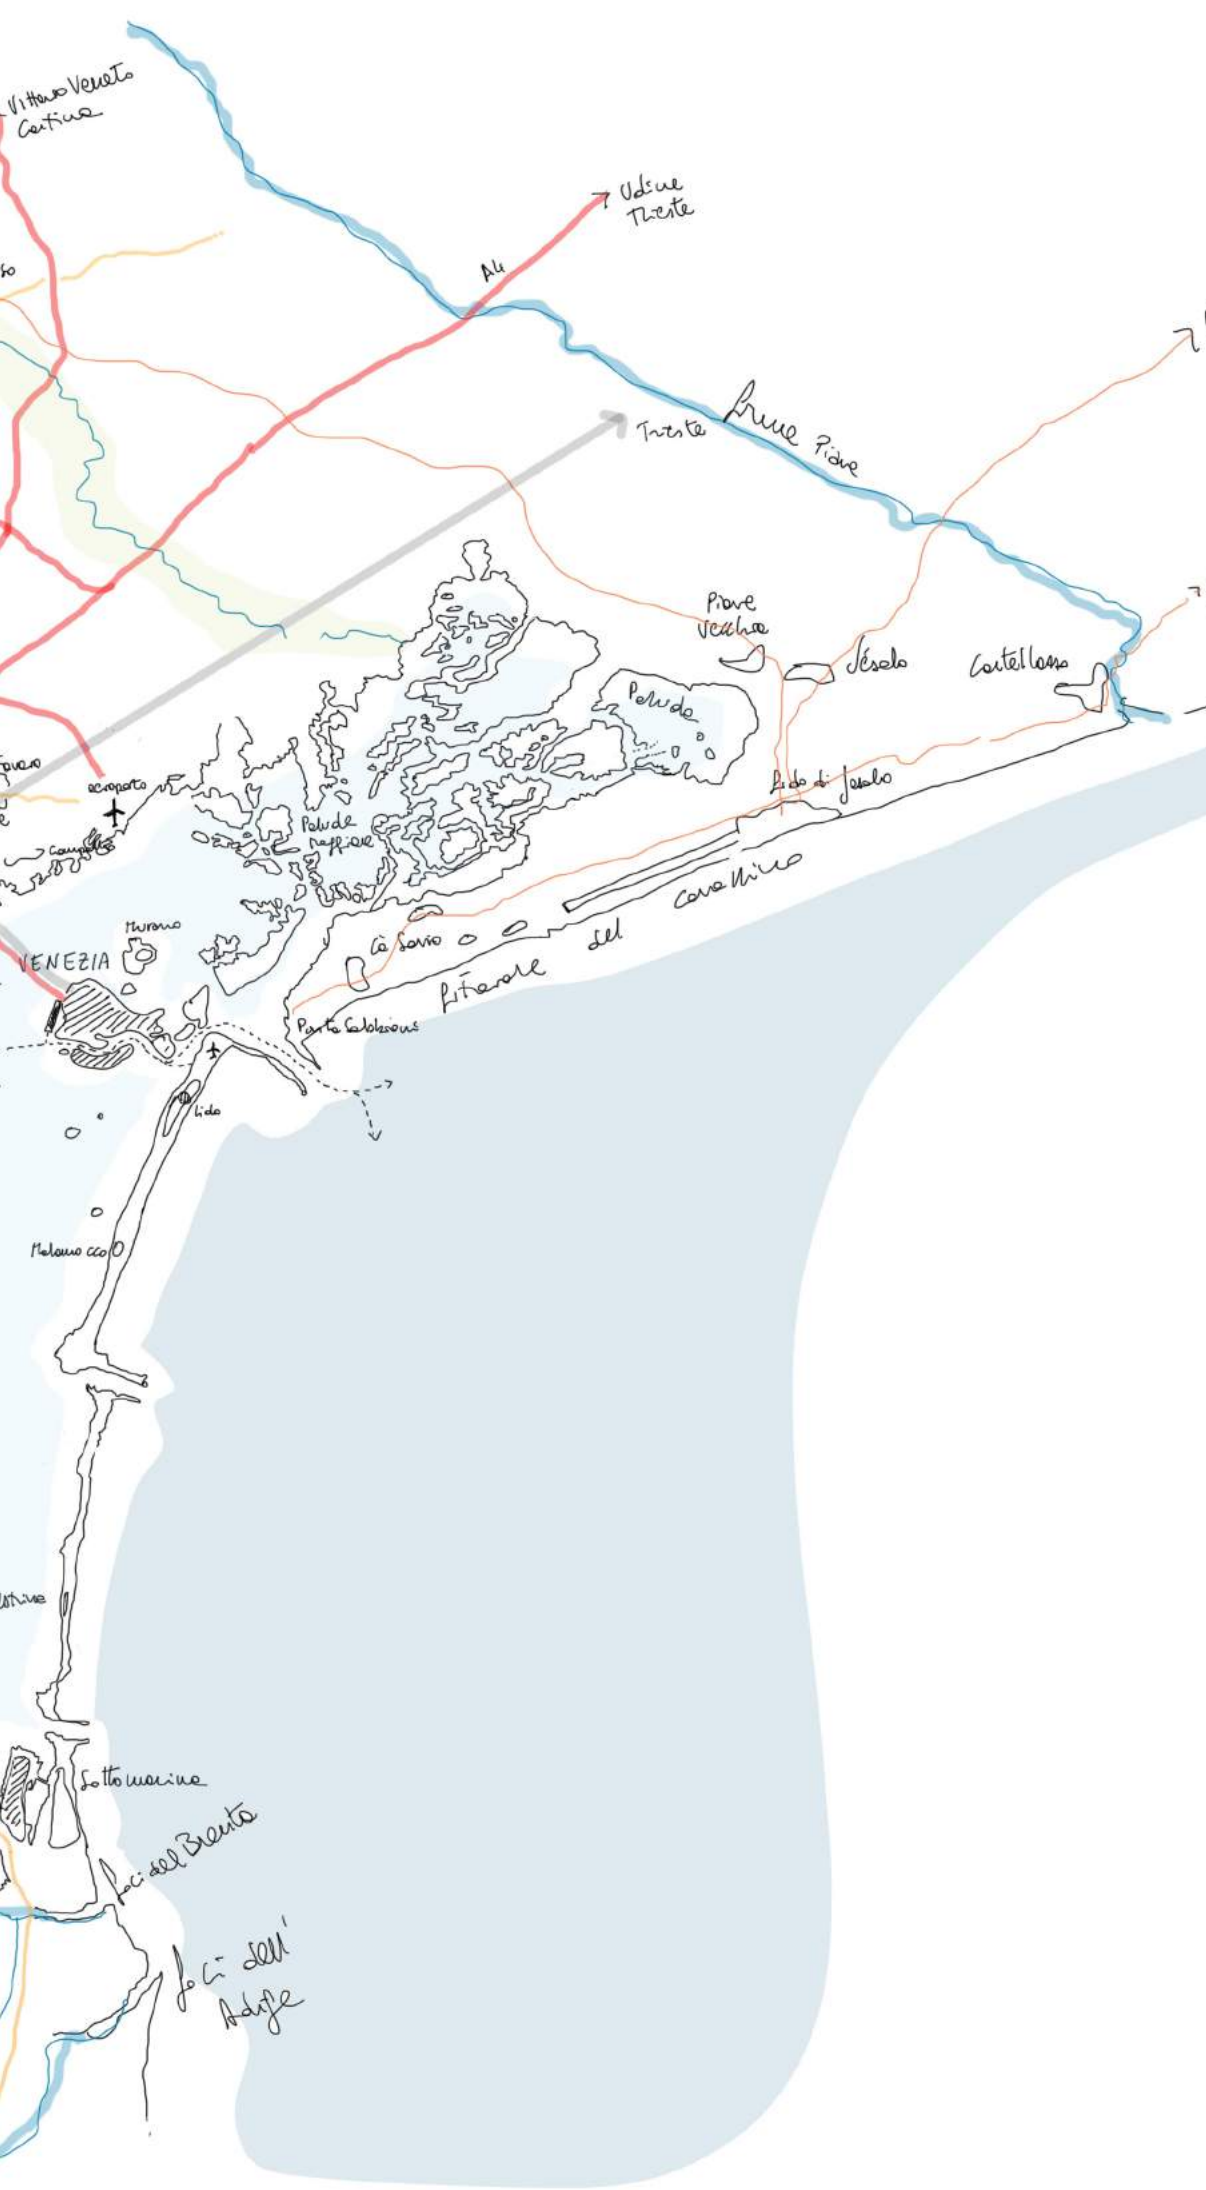 Vittorio Veneto
Cortina
Udine
Trieste
A4
Trieste
Fiume Piave
Piave
Vecchia
Jésolo
Cortellazzo
Palude
Lido di Jesolo
aeroporto
Palude
Maggiore
Murano
VENEZIA
Cà Savio
Litorale del Cavallino
Punta Sabbioni
Lido
Malamocco
Sottomarina
foci del Brenta
foci dell'
Adige